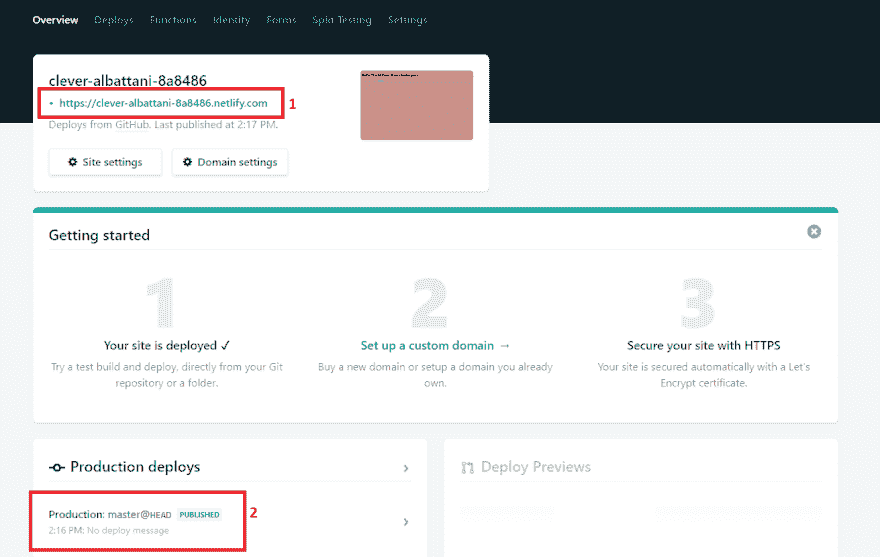 Overview Deploys Functions Identity Forms Split Testing Settings
clever-albattani-8a8486
https://clever-albattani-8a8486.netlify.com 1
Deploys from GitHub. Last published at 2:17 PM.
Site settings Domain settings
Getting started
1 2 3
Your site is deployed ✓ Set up a custom domain → Secure your site with HTTPS
Try a test build and deploy, directly from your Git Buy a new domain or setup a domain you already Your site is secured automatically with a Let's
repository or a folder. own. Encrypt certificate.
Production deploys Deploy Previews
Production: master@HEAD PUBLISHED 2
2:16 PM: No deploy message